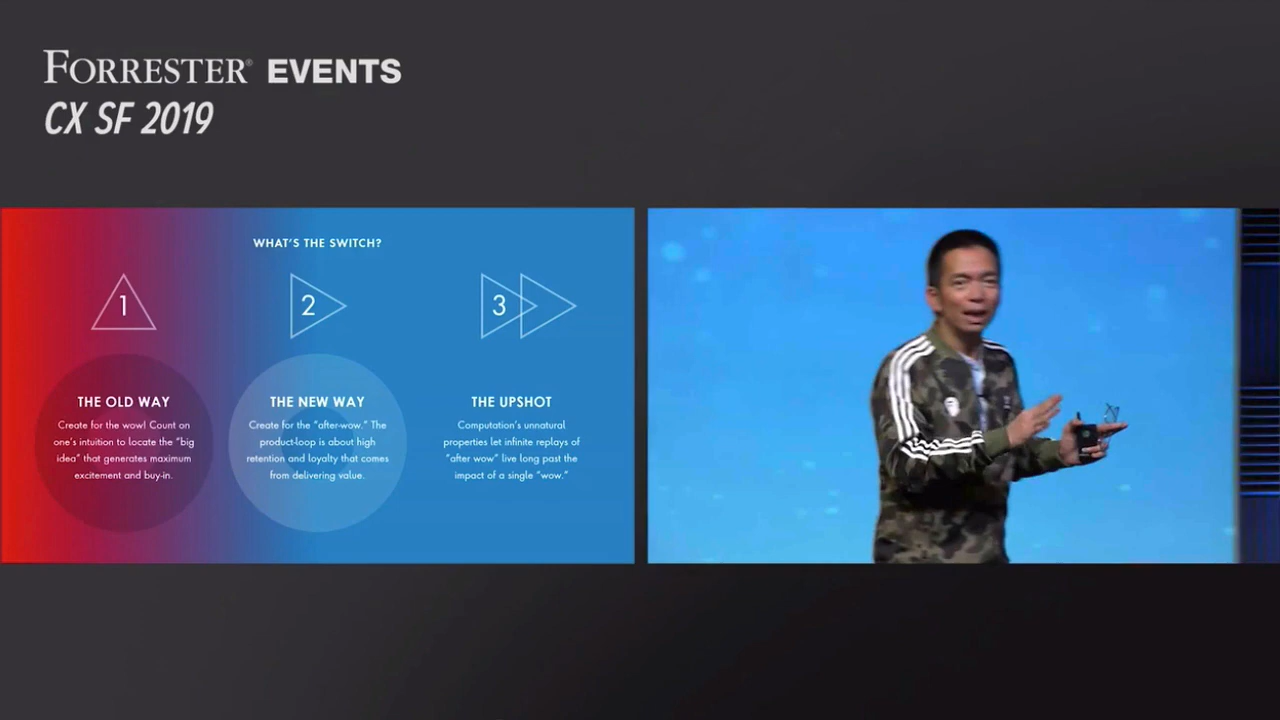 FORRESTER® EVENTS
CX SF 2019
WHAT'S THE SWITCH?
1
2
3
THE OLD WAY
Create for the wow! Count on
one's intuition to locate the "big
idea" that generates maximum
excitement and buy-in.
THE NEW WAY
Create for the "after-wow." The
product-loop is about high
retention and loyalty that comes
from delivering value.
THE UPSHOT
Computation's unnatural
properties let infinite replays of
"after wow" live long past the
impact of a single "wow."